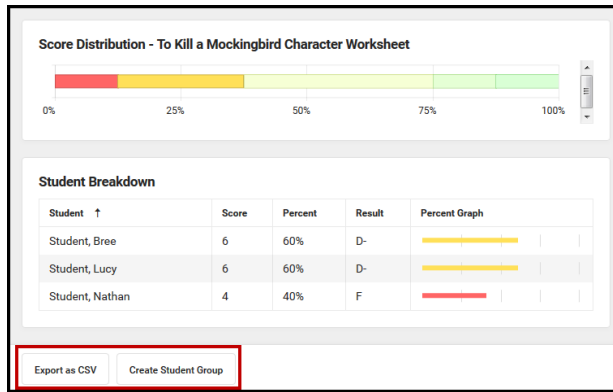 Score Distribution - To Kill a Mockingbird Character Worksheet
0% 25% 50% 75% 100%
Student Breakdown
Student ↑ Score Percent Result Percent Graph
Student, Bree 6 60% D-
Student, Lucy 6 60% D-
Student, Nathan 4 40% F
Export as CSV Create Student Group